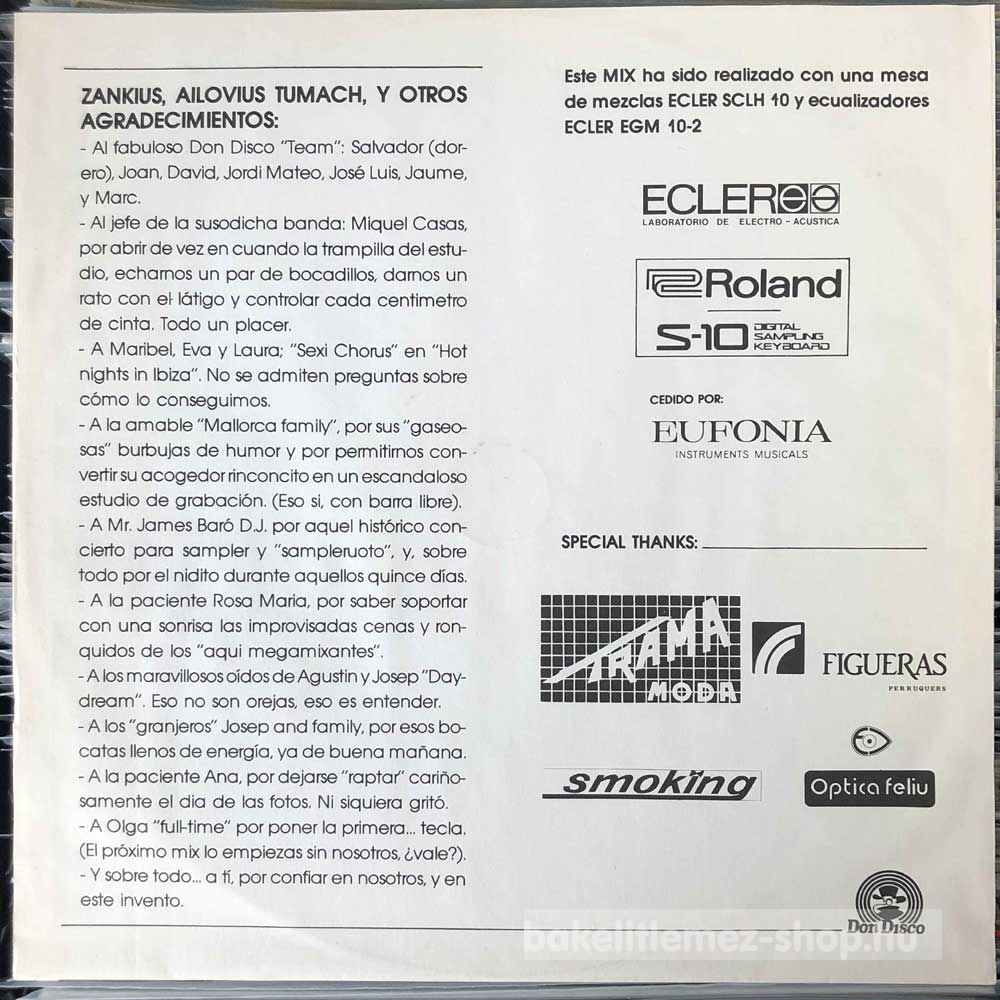 ZANKIUS, AILOVIUS TUMACH, Y OTROS
AGRADECIMIENTOS:
- Al fabuloso Don Disco "Team": Salvador (dor-
ero), Joan, David, Jordi Mateo, José Luis, Jaume,
y Marc.
- Al jefe de la susodicha banda: Miquel Casas,
por abrir de vez en cuando la trampilla del estu-
dio, echarnos un par de bocadillos, darnos un
rato con el látigo y controlar cada centimetro
de cinta. Todo un placer.
- A Maribel, Eva y Laura; "Sexi Chorus" en "Hot
nights in Ibiza". No se admiten preguntas sobre
cómo lo conseguimos.
- A la amable "Mallorca family", por sus "gaseo-
sas" burbujas de humor y por permitirnos con-
vertir su acogedor rinconcito en un escandaloso
estudio de grabación. (Eso si, con barra libre).
- A Mr. James Baró D.J. por aquel histórico con-
cierto para sampler y "sampleruoto", y, sobre
todo por el nidito durante aquellos quince días.
- A la paciente Rosa Maria, por saber soportar
con una sonrisa las improvisadas cenas y ron-
quidos de los "aqui megamixantes".
- A los maravillosos oídos de Agustin y Josep "Day-
dream". Eso no son orejas, eso es entender.
- A los "granjeros" Josep and family, por esos bo-
catas llenos de energía, ya de buena mañana.
- A la paciente Ana, por dejarse "raptar" cariño-
samente el dia de las fotos. Ni siquiera gritó.
- A Olga "full-time" por poner la primera... tecla.
(El próximo mix lo empiezas sin nosotros, ¿vale?).
- Y sobre todo... a tí, por confiar en nosotros, y en
este invento.
Este MIX ha sido realizado con una mesa
de mezclas ECLER SCLH 10 y ecualizadores
ECLER EGM 10-2
ECLER
LABORATORIO DE ELECTRO-ACUSTICA
Roland
S-10 DIGITAL
SAMPLING
KEYBOARD
CEDIDO POR:
EUFONIA
INSTRUMENTS MUSICALS
SPECIAL THANKS:
TRAMA
MODA
FIGUERAS
PERRUQUERS
smoking
Optica feliu
Don Disco
bakelitlemez-shop.hu